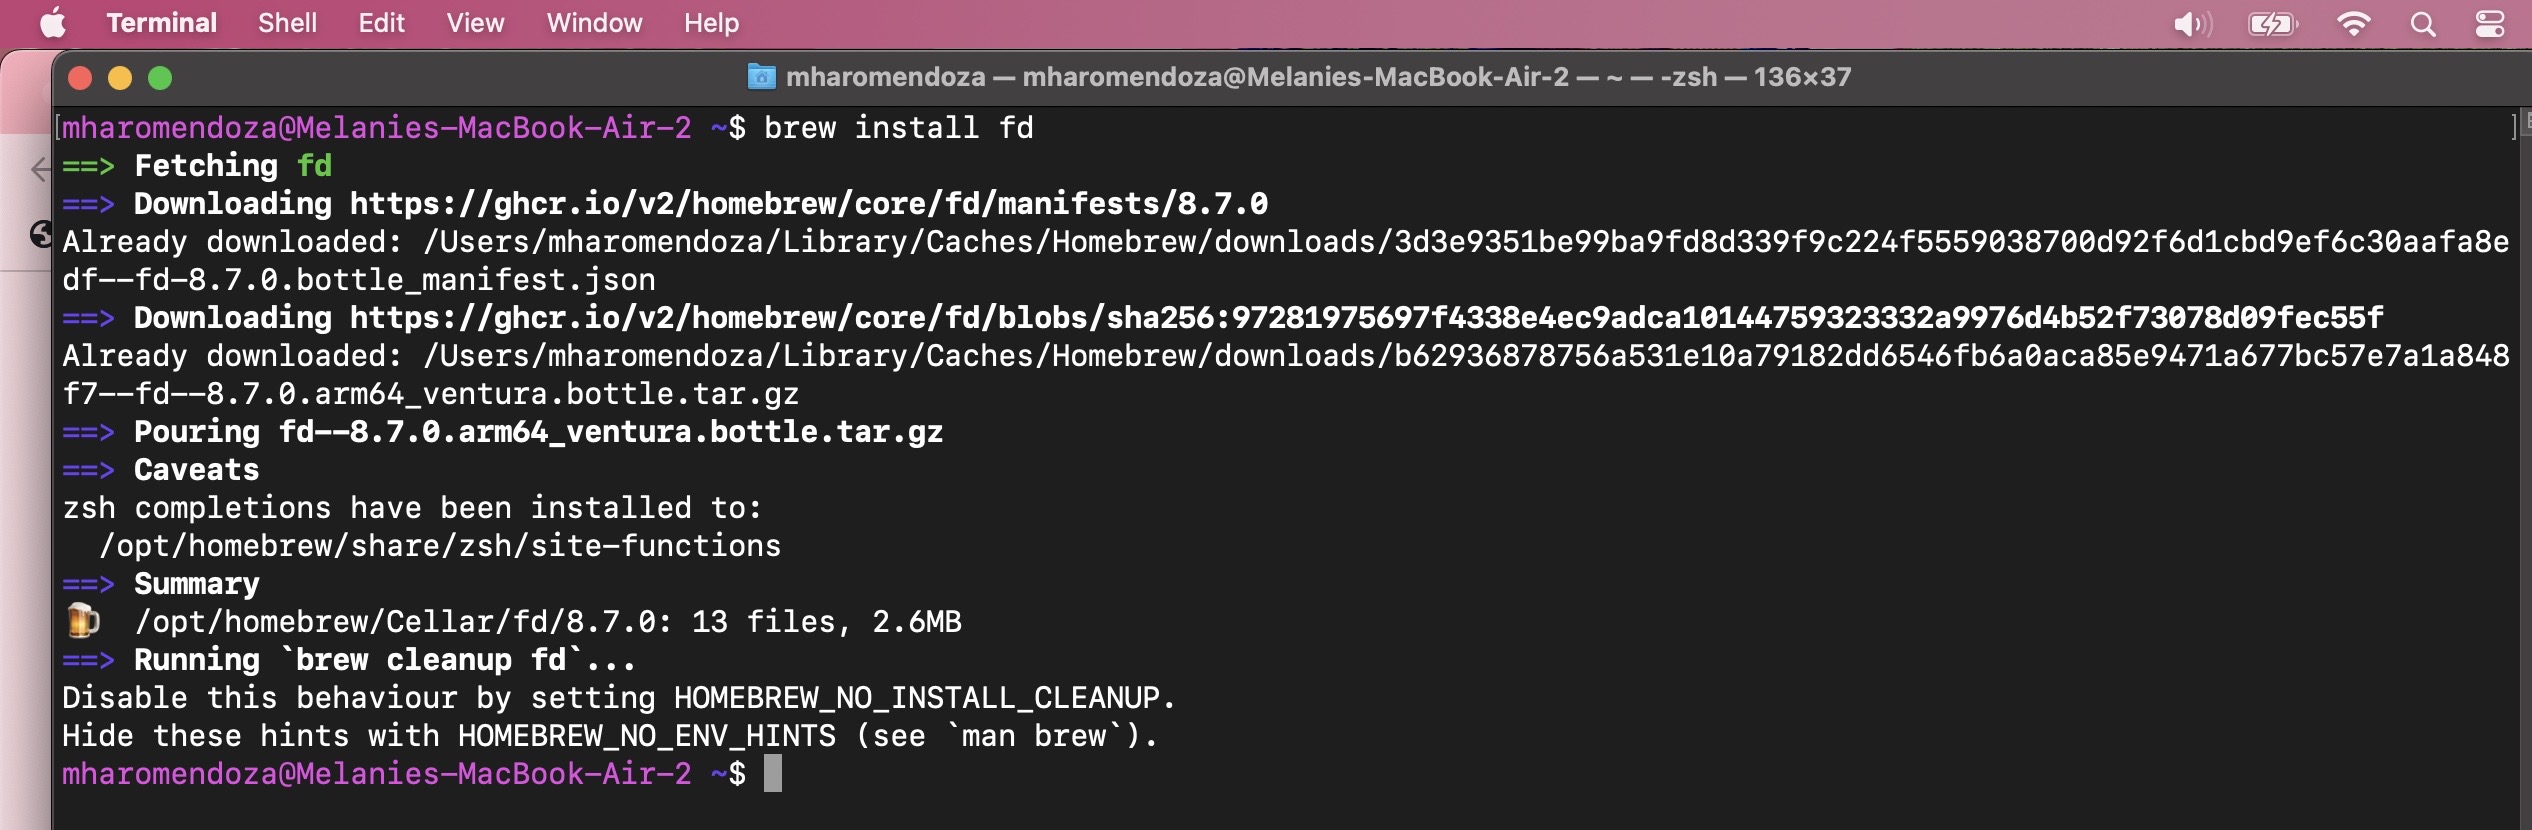 Terminal Shell Edit View Window Help
mharomendoza — mharomendoza@Melanies-MacBook-Air-2 — ~ — -zsh — 136×37
[mharomendoza@Melanies-MacBook-Air-2 ~$ brew install fd ]
==> Fetching fd
==> Downloading https://ghcr.io/v2/homebrew/core/fd/manifests/8.7.0
Already downloaded: /Users/mharomendoza/Library/Caches/Homebrew/downloads/3d3e9351be99ba9fd8d339f9c224f5559038700d92f6d1cbd9ef6c30aafa8e
df--fd-8.7.0.bottle_manifest.json
==> Downloading https://ghcr.io/v2/homebrew/core/fd/blobs/sha256:97281975697f4338e4ec9adca10144759323332a9976d4b52f73078d09fec55f
Already downloaded: /Users/mharomendoza/Library/Caches/Homebrew/downloads/b62936878756a531e10a79182dd6546fb6a0aca85e9471a677bc57e7a1a848
f7--fd--8.7.0.arm64_ventura.bottle.tar.gz
==> Pouring fd--8.7.0.arm64_ventura.bottle.tar.gz
==> Caveats
zsh completions have been installed to:
/opt/homebrew/share/zsh/site-functions
==> Summary
🍺 /opt/homebrew/Cellar/fd/8.7.0: 13 files, 2.6MB
==> Running `brew cleanup fd`...
Disable this behaviour by setting HOMEBREW_NO_INSTALL_CLEANUP.
Hide these hints with HOMEBREW_NO_ENV_HINTS (see `man brew`).
mharomendoza@Melanies-MacBook-Air-2 ~$